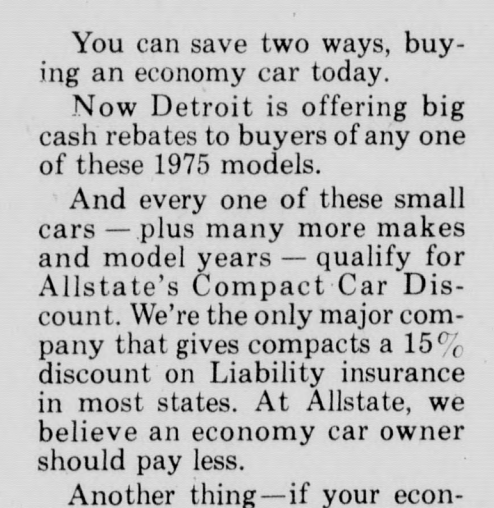 You can save two ways, buy-
ing an economy car today.
Now Detroit is offering big
cash rebates to buyers of any one
of these 1975 models.
And every one of these small
cars — plus many more makes
and model years — qualify for
Allstate's Compact Car Dis-
count. We're the only major com-
pany that gives compacts a 15%
discount on Liability insurance
in most states. At Allstate, we
believe an economy car owner
should pay less.
Another thing—if your econ-